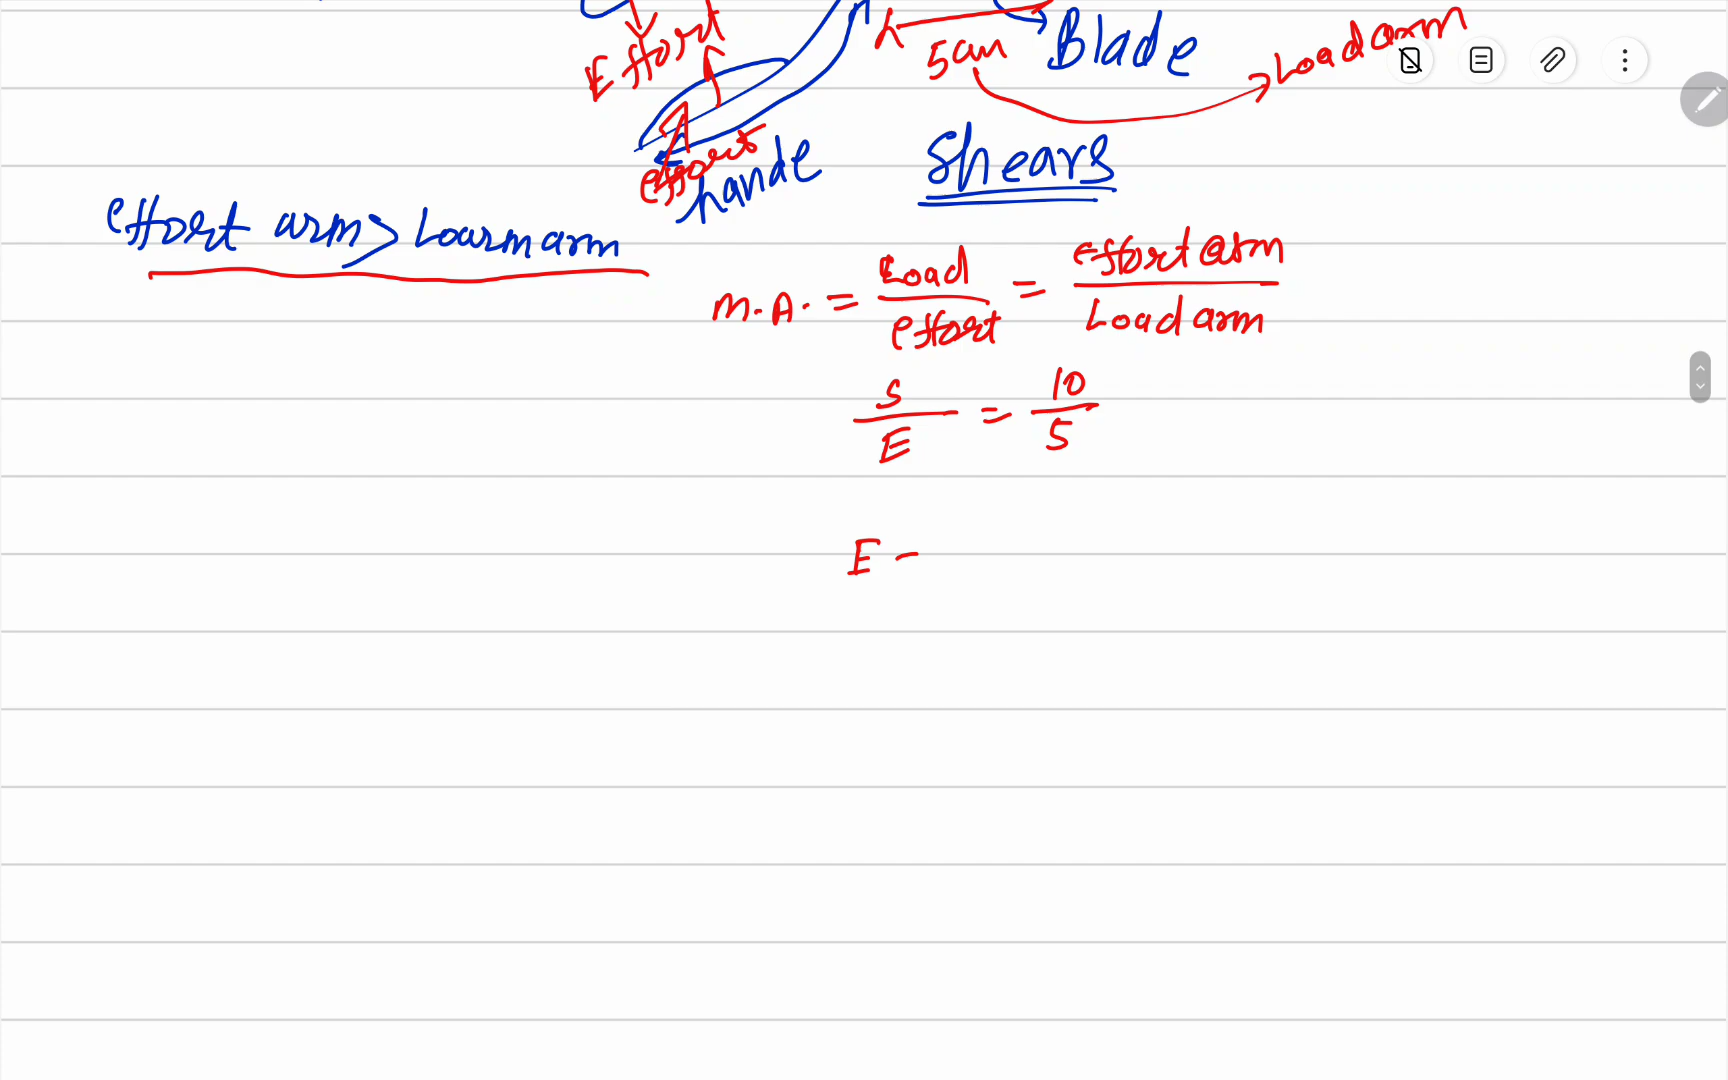 Effort 5cm Blade Load arm
effort hande Shears
effort arm > Loarm arm
M.A. = Load / effort = effort arm / Load arm
5 / E = 10 / 5
E -